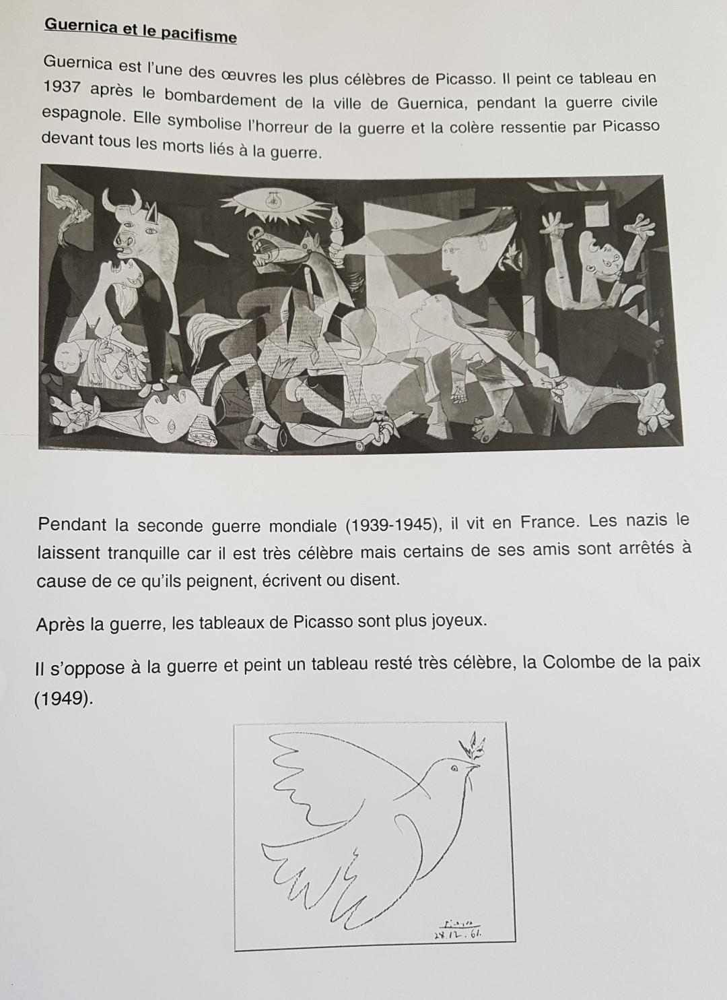 Guernica et le pacifisme
Guernica est l'une des œuvres les plus célèbres de Picasso. Il peint ce tableau en
1937 après le bombardement de la ville de Guernica, pendant la guerre civile
espagnole. Elle symbolise l'horreur de la guerre et la colère ressentie par Picasso
devant tous les morts liés à la guerre.
Pendant la seconde guerre mondiale (1939-1945), il vit en France. Les nazis le
laissent tranquille car il est très célèbre mais certains de ses amis sont arrêtés à
cause de ce qu'ils peignent, écrivent ou disent.
Après la guerre, les tableaux de Picasso sont plus joyeux.
Il s'oppose à la guerre et peint un tableau resté très célèbre, la Colombe de la paix
(1949).
Picasso
28.12.61.